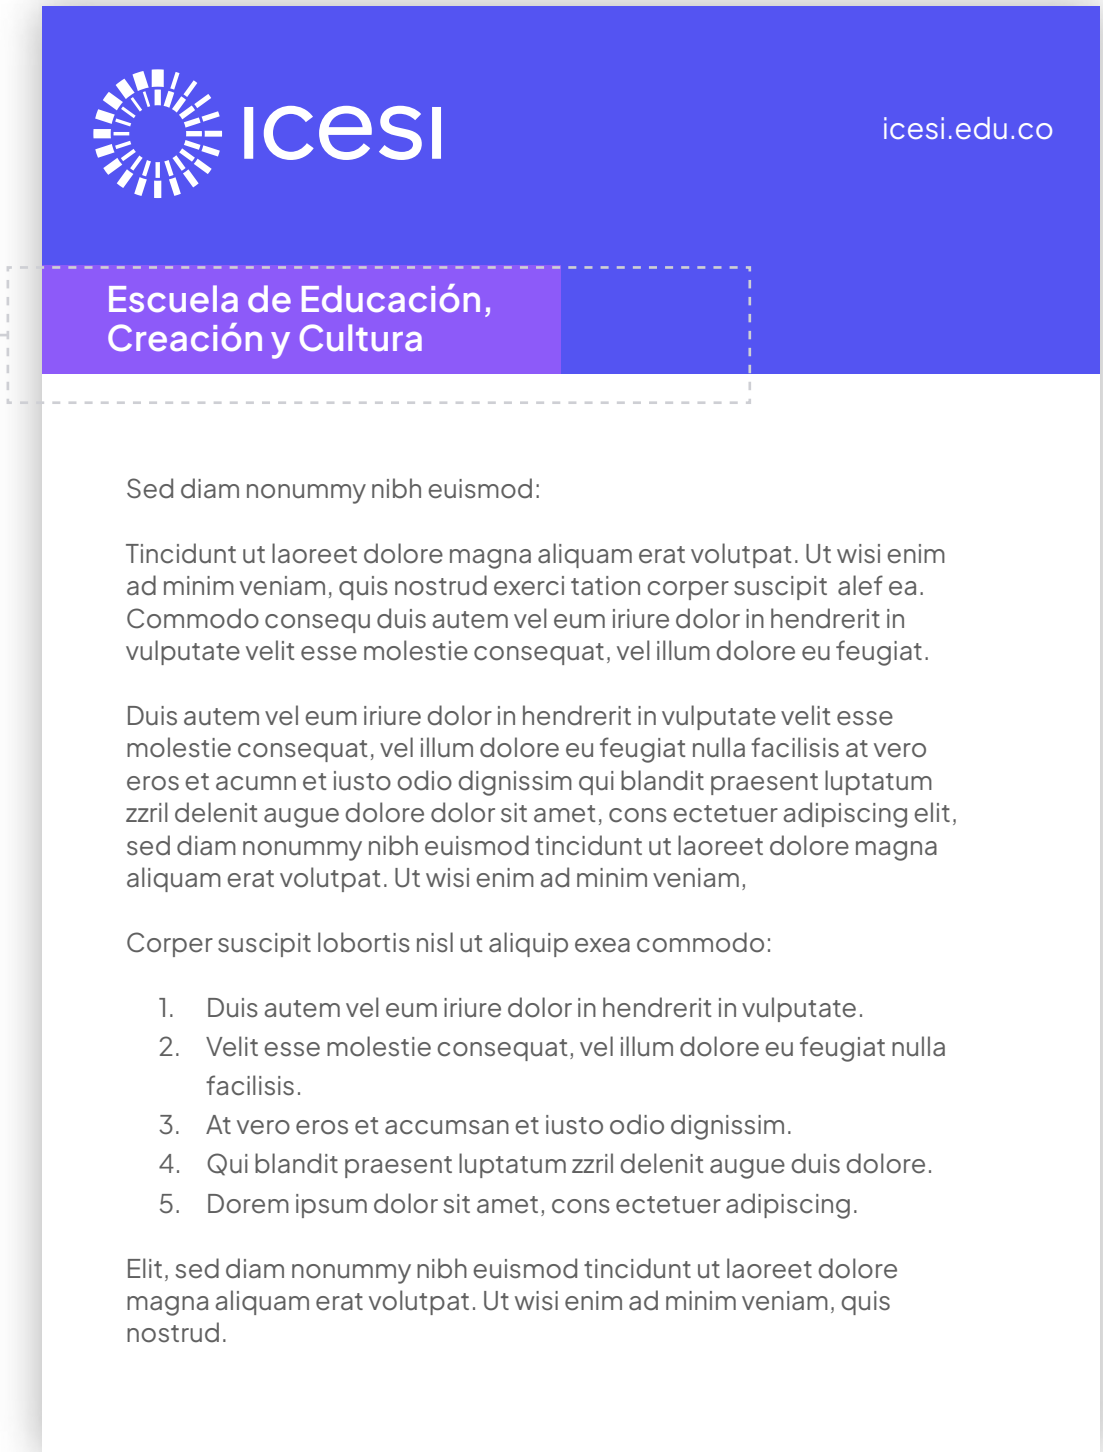 ICESI
icesi.edu.co
Escuela de Educación,
Creación y Cultura
Sed diam nonummy nibh euismod:
Tincidunt ut laoreet dolore magna aliquam erat volutpat. Ut wisi enim
ad minim veniam, quis nostrud exerci tation corper suscipit  alef ea.
Commodo consequ duis autem vel eum iriure dolor in hendrerit in
vulputate velit esse molestie consequat, vel illum dolore eu feugiat.
Duis autem vel eum iriure dolor in hendrerit in vulputate velit esse
molestie consequat, vel illum dolore eu feugiat nulla facilisis at vero
eros et acumn et iusto odio dignissim qui blandit praesent luptatum
zzril delenit augue dolore dolor sit amet, cons ectetuer adipiscing elit,
sed diam nonummy nibh euismod tincidunt ut laoreet dolore magna
aliquam erat volutpat. Ut wisi enim ad minim veniam,
Corper suscipit lobortis nisl ut aliquip exea commodo:
1. Duis autem vel eum iriure dolor in hendrerit in vulputate.
2. Velit esse molestie consequat, vel illum dolore eu feugiat nulla
facilisis.
3. At vero eros et accumsan et iusto odio dignissim.
4. Qui blandit praesent luptatum zzril delenit augue duis dolore.
5. Dorem ipsum dolor sit amet, cons ectetuer adipiscing.
Elit, sed diam nonummy nibh euismod tincidunt ut laoreet dolore
magna aliquam erat volutpat. Ut wisi enim ad minim veniam, quis
nostrud.